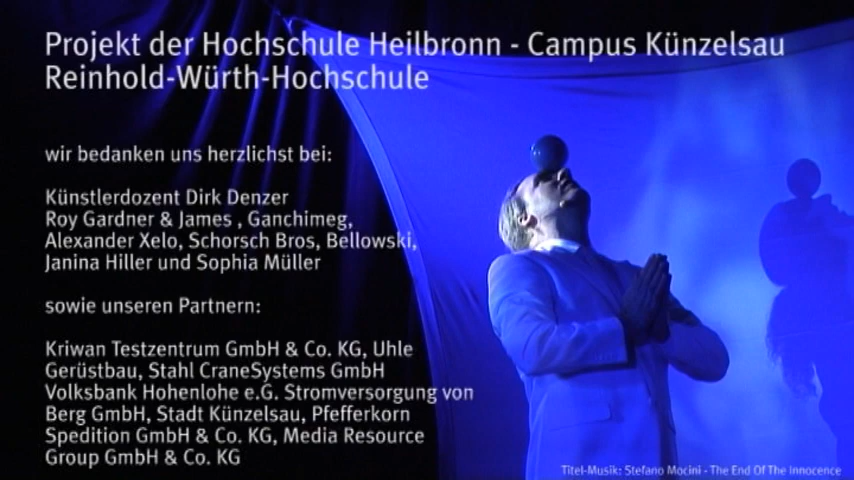 Projekt der Hochschule Heilbronn - Campus Künzelsau
Reinhold-Würth-Hochschule
wir bedanken uns herzlichst bei:
Künstlerdozent Dirk Denzer
Roy Gardner & James , Ganchimeg,
Alexander Xelo, Schorsch Bros, Bellowski,
Janina Hiller und Sophia Müller
sowie unseren Partnern:
Kriwan Testzentrum GmbH & Co. KG, Uhle
Gerüstbau, Stahl CraneSystems GmbH
Volksbank Hohenlohe e.G. Stromversorgung von
Berg GmbH, Stadt Künzelsau, Pfefferkorn
Spedition GmbH & Co. KG, Media Resource
Group GmbH & Co. KG
Titel-Musik: Stefano Mocini - The End Of The Innocence